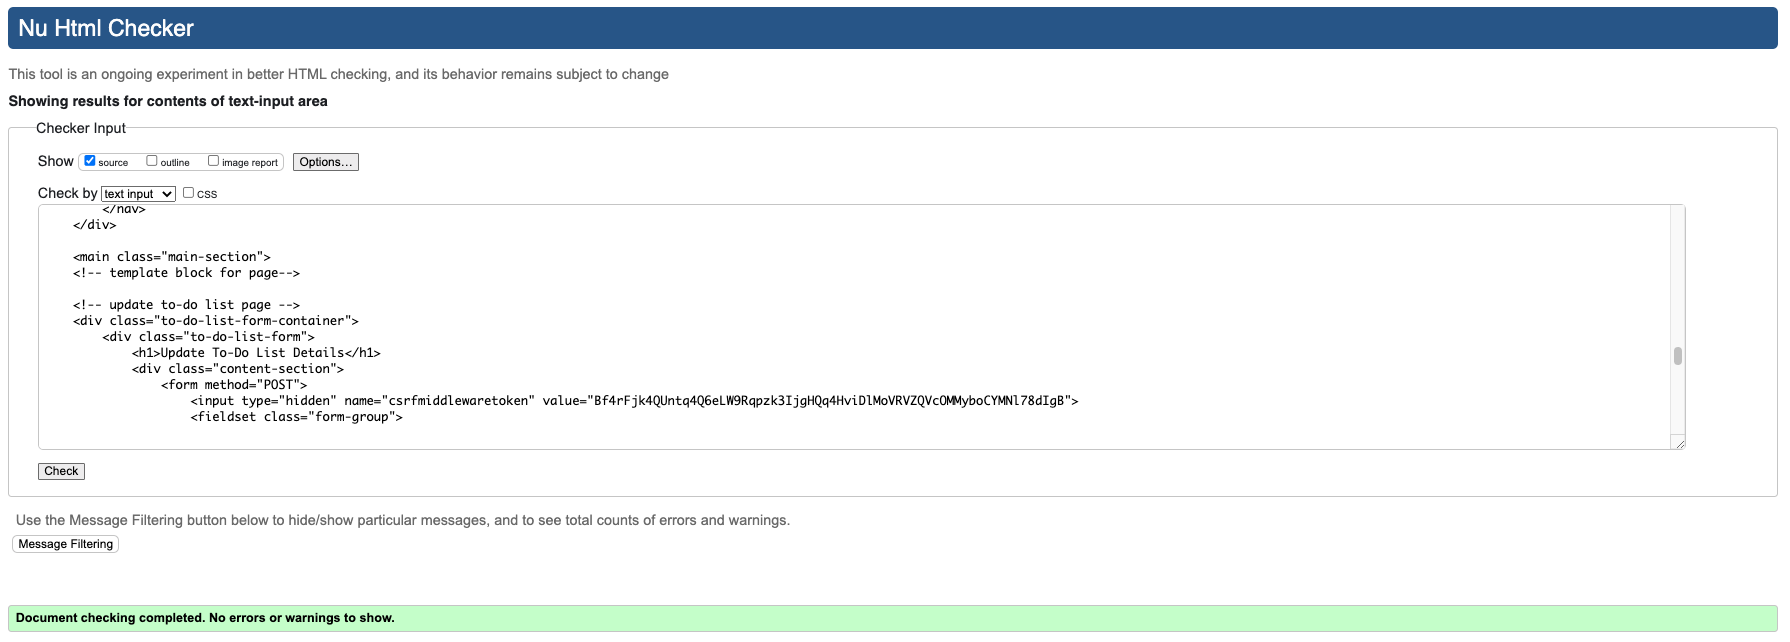 Nu Html Checker
This tool is an ongoing experiment in better HTML checking, and its behavior remains subject to change
Showing results for contents of text-input area
Checker Input
Show source outline image report Options...
Check by text input CSS
</nav>
</div>
<main class="main-section">
<!-- template block for page-->
<!-- update to-do list page -->
<div class="to-do-list-form-container">
<div class="to-do-list-form">
<h1>Update To-Do List Details</h1>
<div class="content-section">
<form method="POST">
<input type="hidden" name="csrfmiddlewaretoken" value="Bf4rFjk4QUntq4Q6eLW9Rqpzk3IjgHQq4HviDlMoVRVZQVcOMMyboCYMNl78dIgB">
<fieldset class="form-group">
Check
Use the Message Filtering button below to hide/show particular messages, and to see total counts of errors and warnings.
Message Filtering
Document checking completed. No errors or warnings to show.